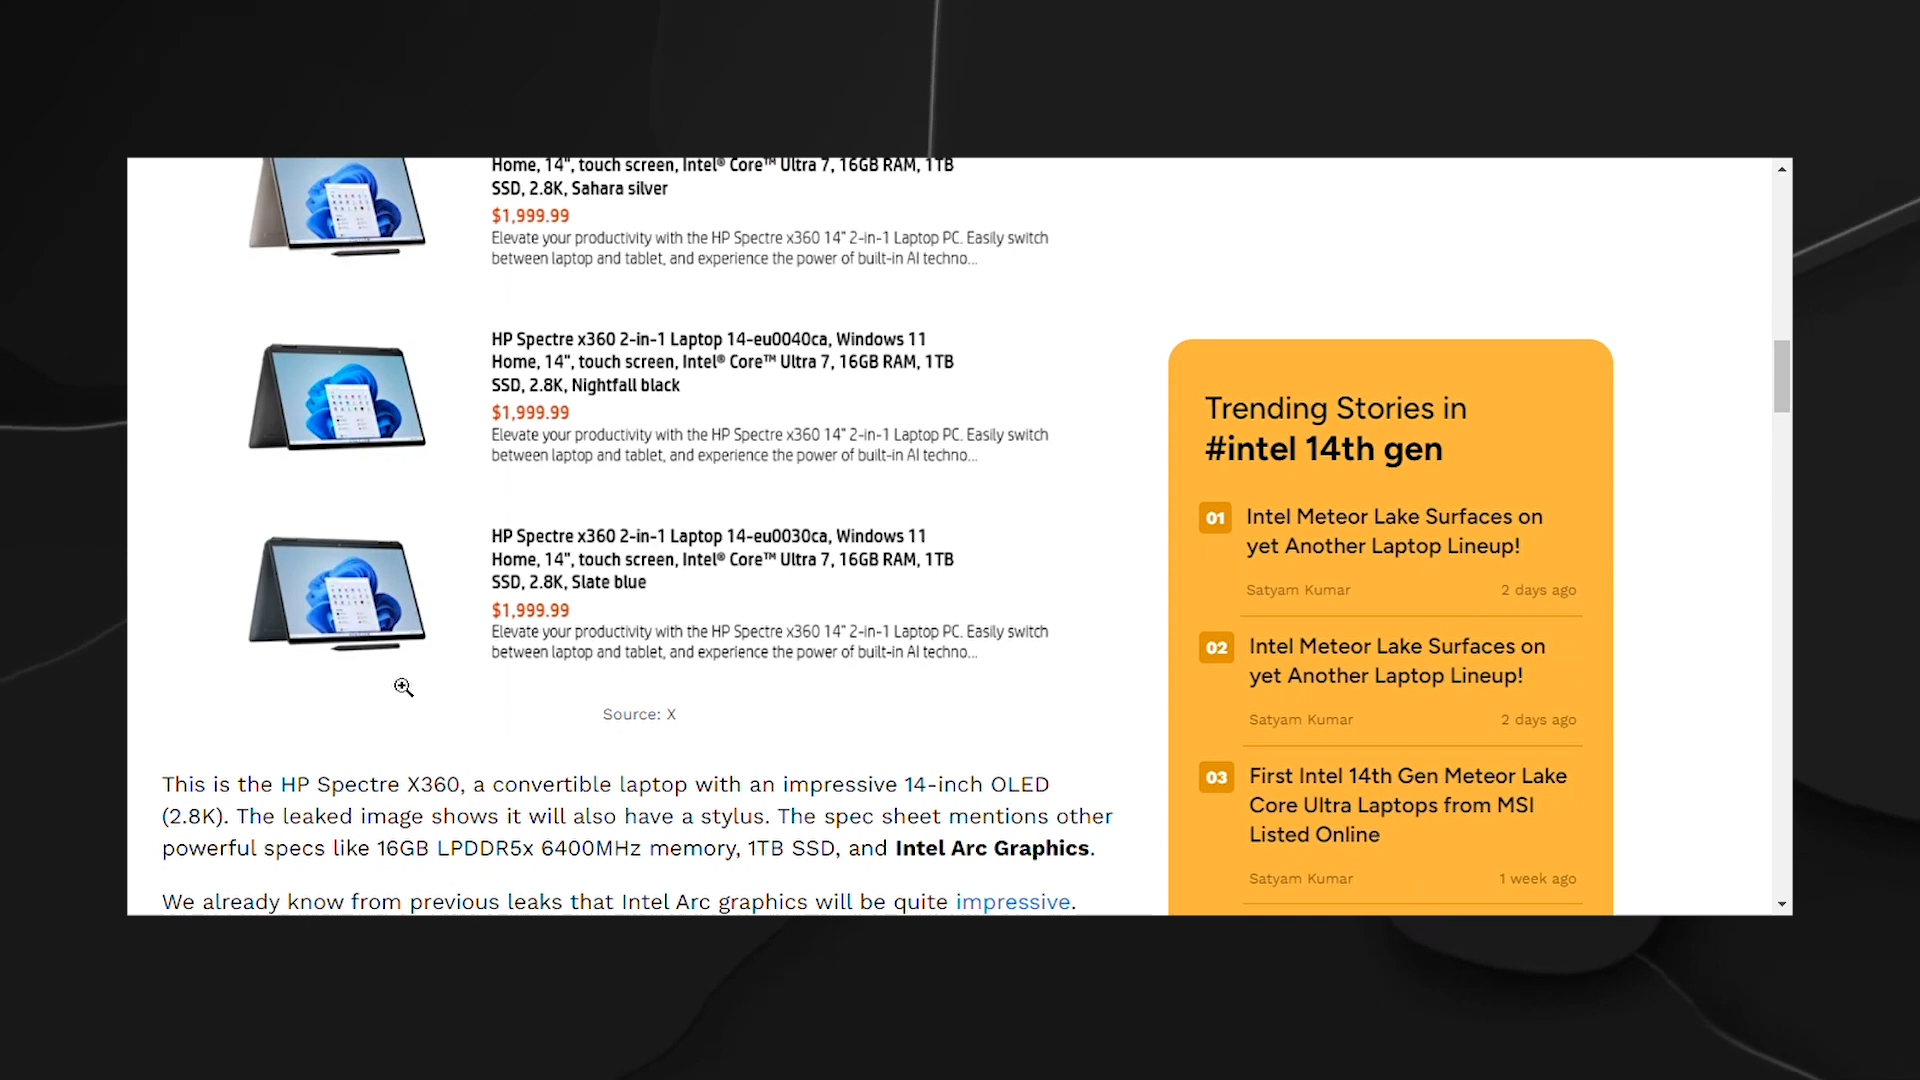 Home, 14", touch screen, Intel® Core™ Ultra 7, 16GB RAM, 1TB
SSD, 2.8K, Sahara silver
$1,999.99
Elevate your productivity with the HP Spectre x360 14" 2-in-1 Laptop PC. Easily switch
between laptop and tablet, and experience the power of built-in AI techno...
HP Spectre x360 2-in-1 Laptop 14-eu0040ca, Windows 11
Home, 14", touch screen, Intel® Core™ Ultra 7, 16GB RAM, 1TB
SSD, 2.8K, Nightfall black
$1,999.99
Elevate your productivity with the HP Spectre x360 14" 2-in-1 Laptop PC. Easily switch
between laptop and tablet, and experience the power of built-in AI techno...
HP Spectre x360 2-in-1 Laptop 14-eu0030ca, Windows 11
Home, 14", touch screen, Intel® Core™ Ultra 7, 16GB RAM, 1TB
SSD, 2.8K, Slate blue
$1,999.99
Elevate your productivity with the HP Spectre x360 14" 2-in-1 Laptop PC. Easily switch
between laptop and tablet, and experience the power of built-in AI techno...
Source: X
This is the HP Spectre X360, a convertible laptop with an impressive 14-inch OLED
(2.8K). The leaked image shows it will also have a stylus. The spec sheet mentions other
powerful specs like 16GB LPDDR5x 6400MHz memory, 1TB SSD, and Intel Arc Graphics.
We already know from previous leaks that Intel Arc graphics will be quite impressive.
Trending Stories in
#intel 14th gen
01
Intel Meteor Lake Surfaces on
yet Another Laptop Lineup!
Satyam Kumar 2 days ago
02
Intel Meteor Lake Surfaces on
yet Another Laptop Lineup!
Satyam Kumar 2 days ago
03
First Intel 14th Gen Meteor Lake
Core Ultra Laptops from MSI
Listed Online
Satyam Kumar 1 week ago